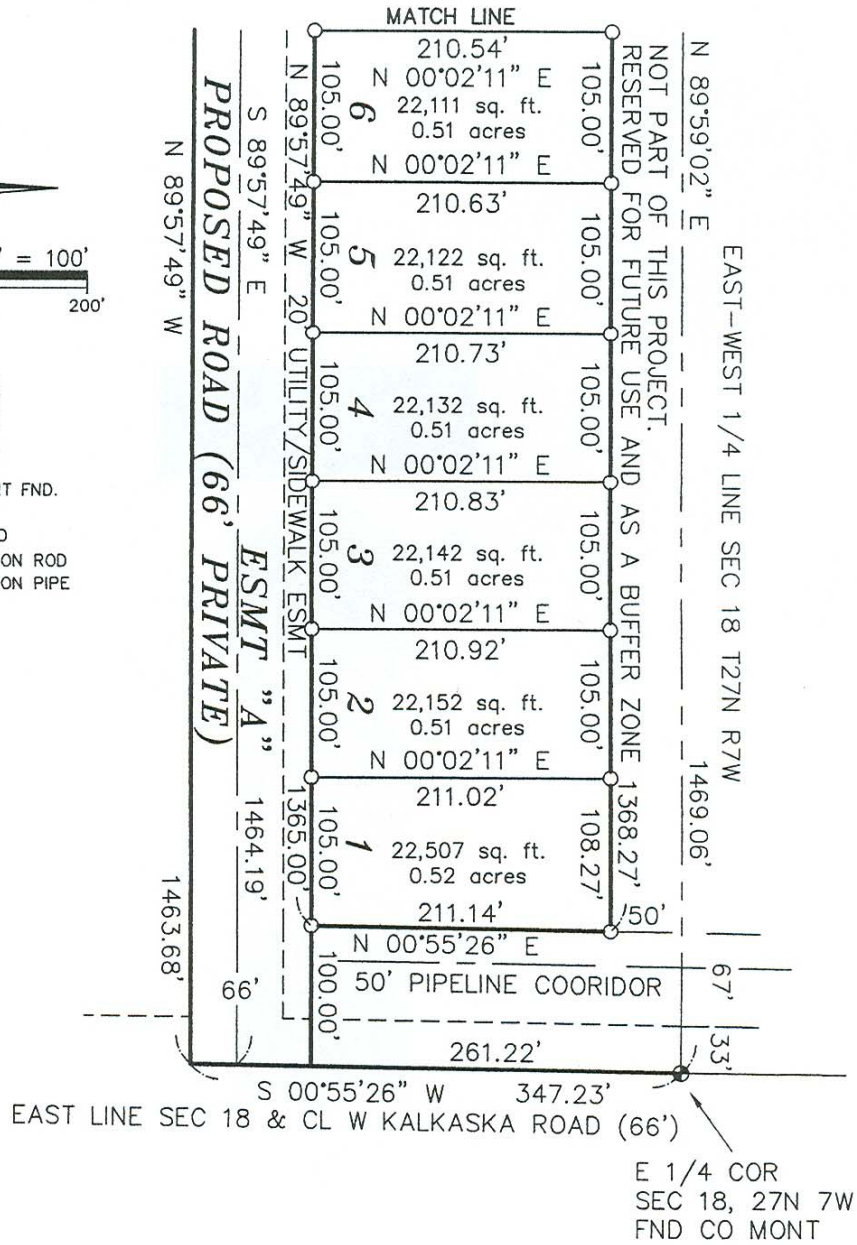 MATCH LINE
210.54'
N 00°02'11" E
105.00'
6
22,111 sq. ft.
0.51 acres
105.00'
N 00°02'11" E
210.63'
105.00'
5
22,122 sq. ft.
0.51 acres
105.00'
N 00°02'11" E
210.73'
105.00'
4
22,132 sq. ft.
0.51 acres
105.00'
N 00°02'11" E
210.83'
105.00'
3
22,142 sq. ft.
0.51 acres
105.00'
N 00°02'11" E
210.92'
105.00'
2
22,152 sq. ft.
0.51 acres
105.00'
N 00°02'11" E
211.02'
105.00'
1
22,507 sq. ft.
0.52 acres
108.27'
211.14'
N 00°55'26" E
50' PIPELINE COORIDOR
100.00'
261.22'
S 00°55'26" W 347.23'
EAST LINE SEC 18 & CL W KALKASKA ROAD (66')
E 1/4 COR
SEC 18, 27N 7W
FND CO MONT
NOT PART OF THIS PROJECT.
RESERVED FOR FUTURE USE AND AS A BUFFER ZONE
1368.27'
50'
N 89°59'02" E
1469.06'
67'
33'
EAST-WEST 1/4 LINE SEC 18 T27N R7W
N 89°57'49" W
20' UTILITY/SIDEWALK ESMT
1365.00'
S 89°57'49" E
ESMT "A"
1464.19'
PROPOSED ROAD (66' PRIVATE)
66'
N 89°57'49" W
1463.68'
' = 100'
200'
T FND.
ON ROD
ON PIPE